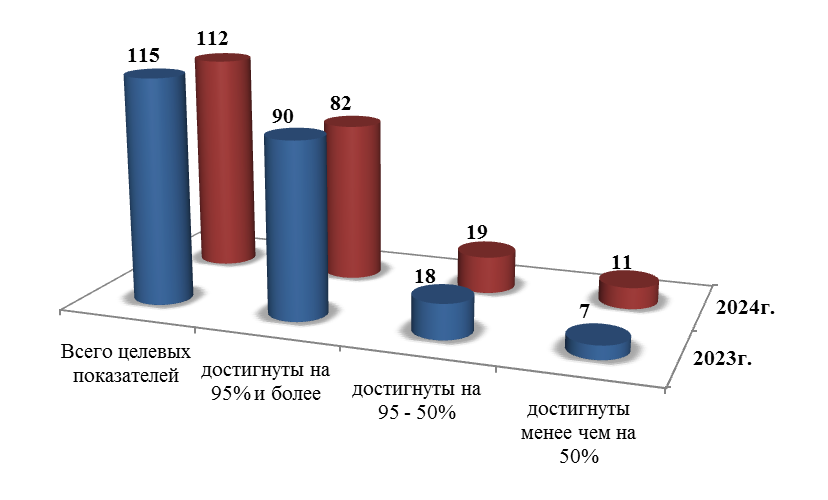 115
112
90
82
18
19
7
11
2024г.
2023г.
Всего целевых
показателей
достигнуты на
95% и более
достигнуты на
95 - 50%
достигнуты
менее чем на
50%